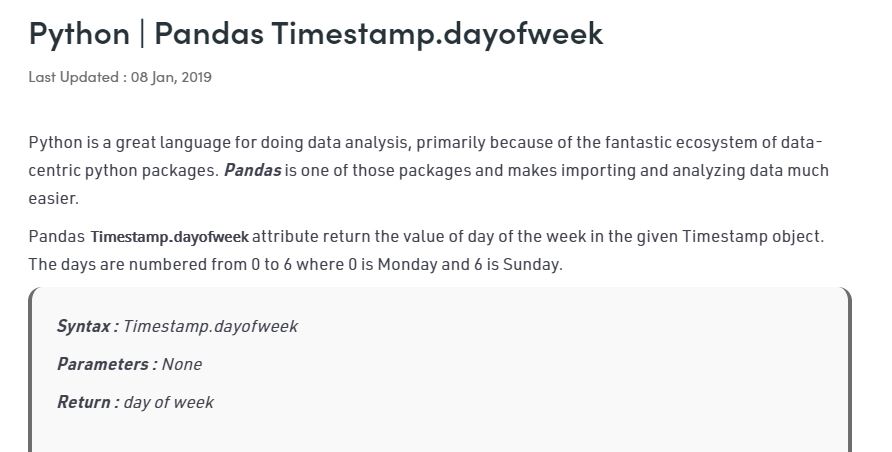 Python | Pandas Timestamp.dayofweek
Last Updated : 08 Jan, 2019
Python is a great language for doing data analysis, primarily because of the fantastic ecosystem of data-
centric python packages. Pandas is one of those packages and makes importing and analyzing data much
easier.
Pandas Timestamp.dayofweek attribute return the value of day of the week in the given Timestamp object.
The days are numbered from 0 to 6 where 0 is Monday and 6 is Sunday.
Syntax : Timestamp.dayofweek
Parameters : None
Return : day of week